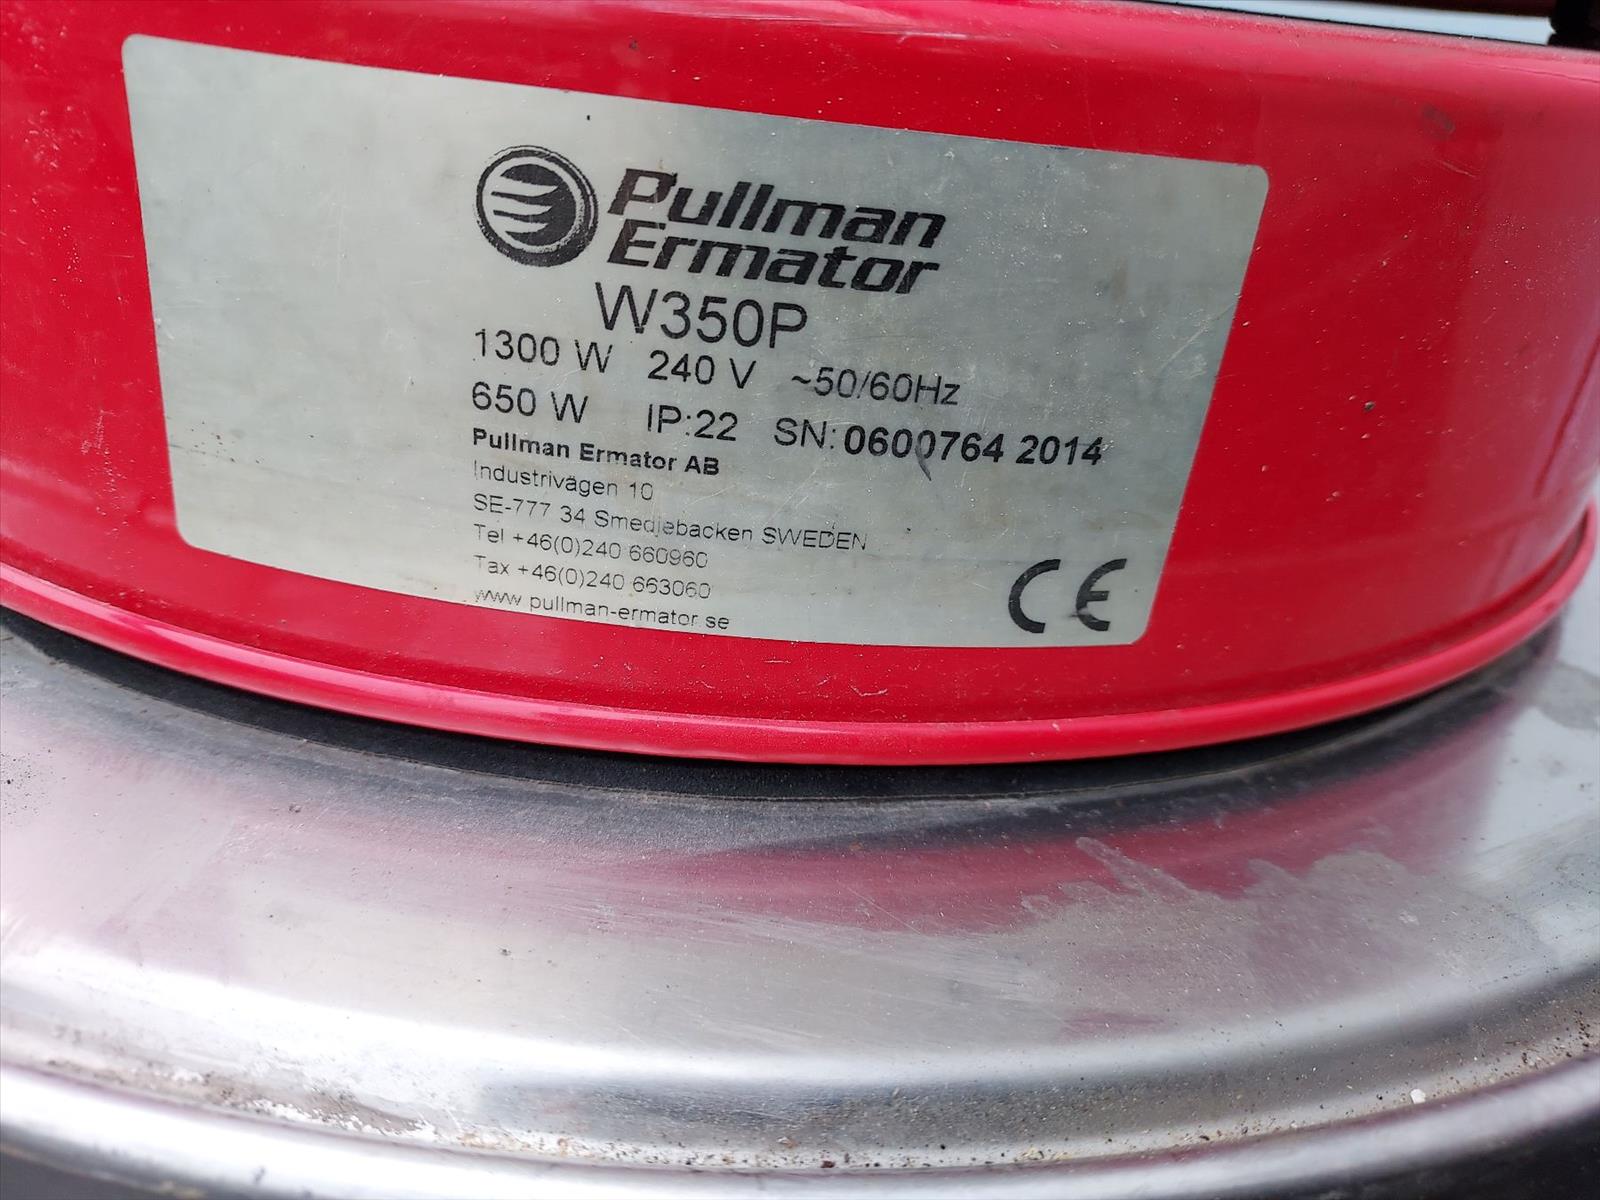 Pullman
Ermator
W350P
1300 W 240 V ~50/60Hz
650 W IP:22 SN: 0600764 2014
Pullman Ermator AB
Industrivägen 10
SE-777 34 Smedjebacken SWEDEN
Tel +46(0)240 660960
Tax +46(0)240 663060
www pullman-ermator.se
CE